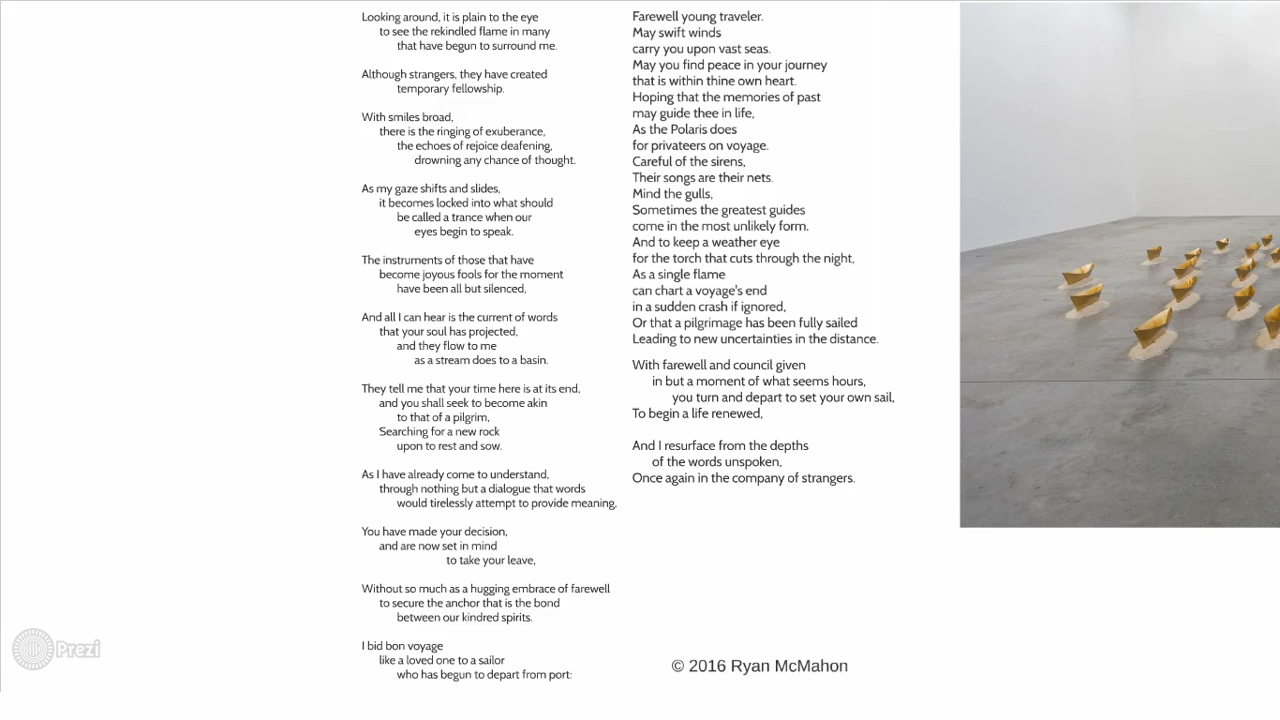 Looking around, it is plain to the eye
to see the rekindled flame in many
that have begun to surround me.
Although strangers, they have created
temporary fellowship.
With smiles broad,
there is the ringing of exuberance,
the echoes of rejoice deafening,
drowning any chance of thought.
As my gaze shifts and slides,
it becomes locked into what should
be called a trance when our
eyes begin to speak.
The instruments of those that have
become joyous fools for the moment
have been all but silenced,
And all I can hear is the current of words
that your soul has projected,
and they flow to me
as a stream does to a basin.
They tell me that your time here is at its end,
and you shall seek to become akin
to that of a pilgrim,
Searching for a new rock
upon to rest and sow.
As I have already come to understand,
through nothing but a dialogue that words
would tirelessly attempt to provide meaning,
You have made your decision,
and are now set in mind
to take your leave,
Without so much as a hugging embrace of farewell
to secure the anchor that is the bond
between our kindred spirits.
I bid bon voyage
like a loved one to a sailor
who has begun to depart from port:
Farewell young traveler.
May swift winds
carry you upon vast seas.
May you find peace in your journey
that is within thine own heart.
Hoping that the memories of past
may guide thee in life,
As the Polaris does
for privateers on voyage.
Careful of the sirens,
Their songs are their nets.
Mind the gulls,
Sometimes the greatest guides
come in the most unlikely form.
And to keep a weather eye
for the torch that cuts through the night,
As a single flame
can chart a voyage's end
in a sudden crash if ignored,
Or that a pilgrimage has been fully sailed
Leading to new uncertainties in the distance.
With farewell and council given
in but a moment of what seems hours,
you turn and depart to set your own sail,
To begin a life renewed,
And I resurface from the depths
of the words unspoken,
Once again in the company of strangers.
© 2016 Ryan McMahon
Prezi